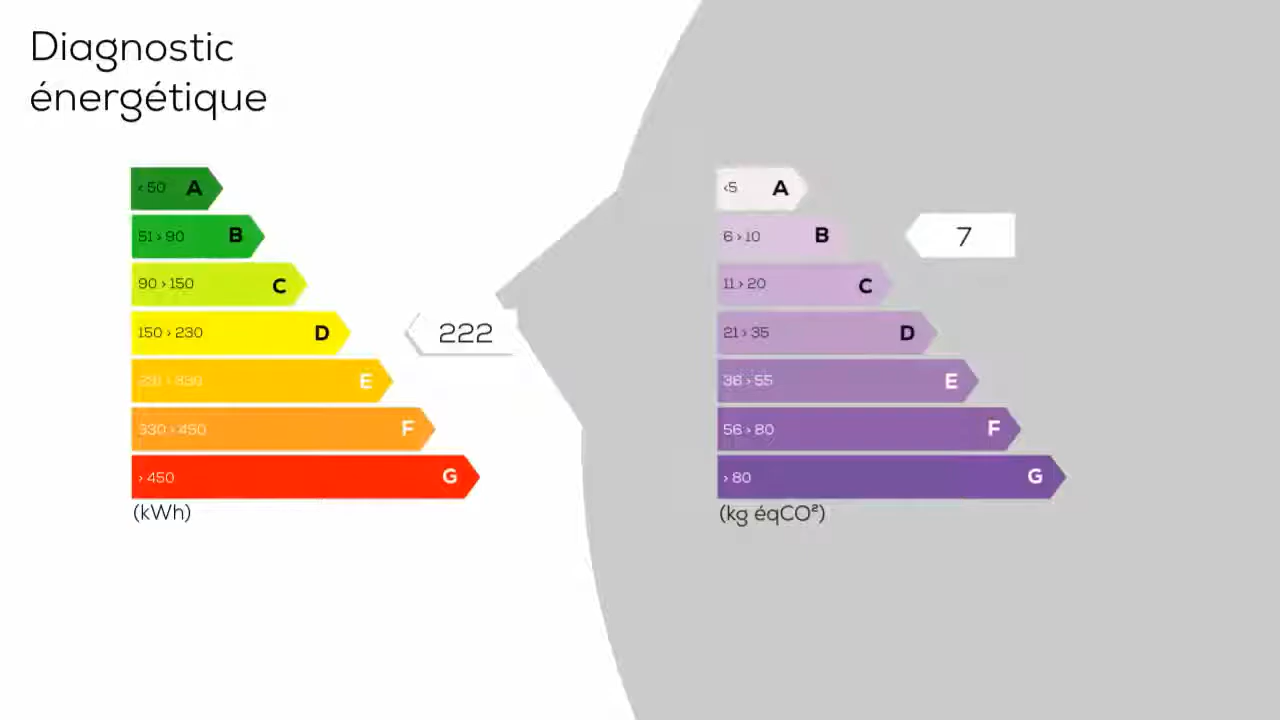 Diagnostic
énergétique
< 50 A
51 > 90 B
90 > 150 C
150 > 230 D
222
E
330 > 450 F
> 450 G
(kWh)
<5 A
6 > 10 B
7
11 > 20 C
21 > 35 D
36 > 55 E
56 > 80 F
> 80 G
(kg éqCO²)